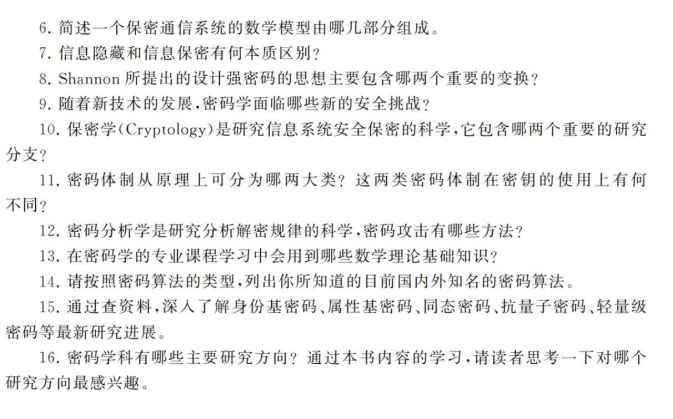 6. 简述一个保密通信系统的数学模型由哪几部分组成。
7. 信息隐藏和信息保密有何本质区别?
8. Shannon 所提出的设计强密码的思想主要包含哪两个重要的变换?
9. 随着新技术的发展,密码学面临哪些新的安全挑战?
10. 保密学(Cryptology)是研究信息系统安全保密的科学,它包含哪两个重要的研究
分支?
11. 密码体制从原理上可分为哪两大类? 这两类密码体制在密钥的使用上有何
不同?
12. 密码分析学是研究分析解密规律的科学,密码攻击有哪些方法?
13. 在密码学的专业课程学习中会用到哪些数学理论基础知识?
14. 请按照密码算法的类型,列出你所知道的目前国内外知名的密码算法。
15. 通过查资料,深入了解身份基密码、属性基密码、同态密码、抗量子密码、轻量级
密码等最新研究进展。
16. 密码学科有哪些主要研究方向? 通过本书内容的学习,请读者思考一下对哪个
研究方向最感兴趣。